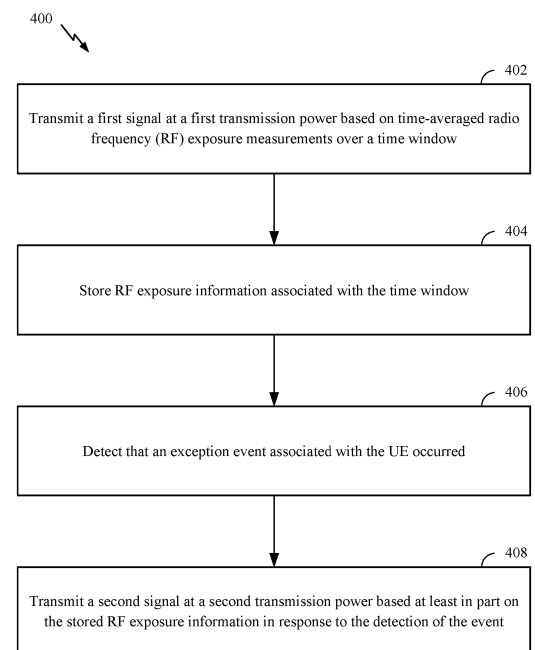 400
402
Transmit a first signal at a first transmission power based on time-averaged radio
frequency (RF) exposure measurements over a time window
404
Store RF exposure information associated with the time window
406
Detect that an exception event associated with the UE occurred
408
Transmit a second signal at a second transmission power based at least in part on
the stored RF exposure information in response to the detection of the event